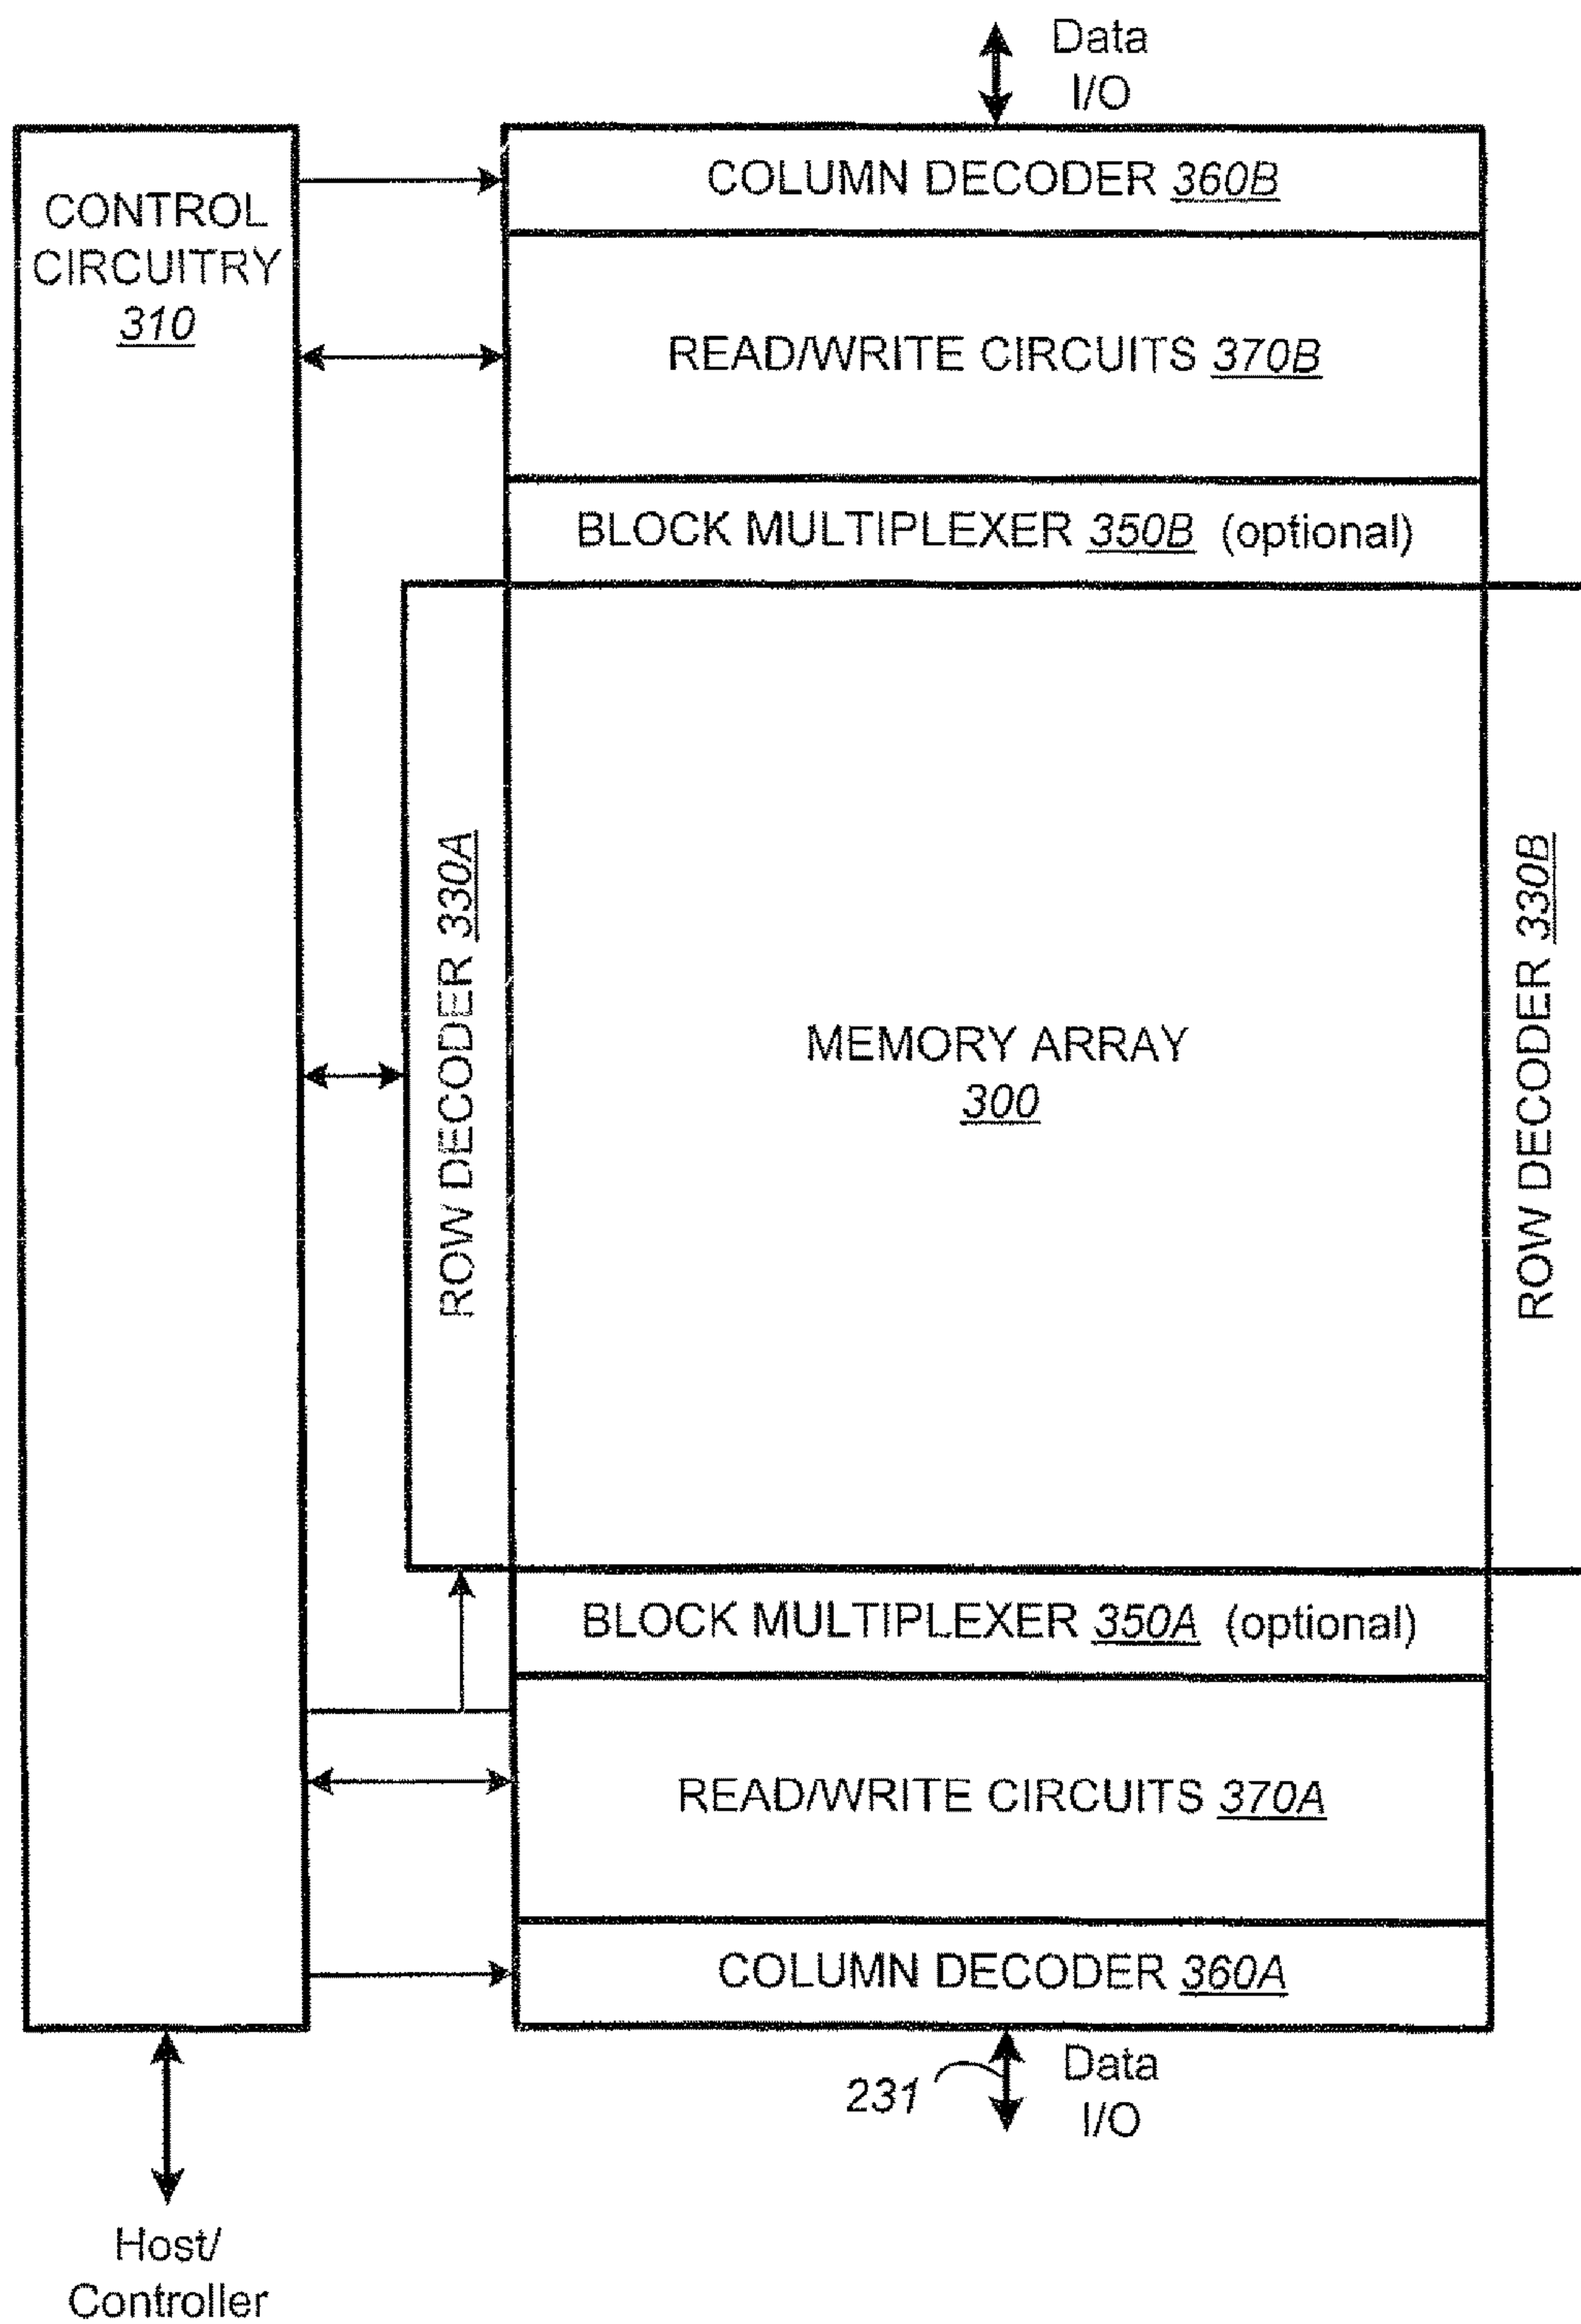 Data
I/O
COLUMN DECODER 360B
CONTROL
CIRCUITRY
310
READ/WRITE CIRCUITS 370B
BLOCK MULTIPLEXER 350B (optional)
ROW DECODER 330A
MEMORY ARRAY
300
ROW DECODER 330B
BLOCK MULTIPLEXER 350A (optional)
READ/WRITE CIRCUITS 370A
COLUMN DECODER 360A
231
Data
I/O
Host/
Controller